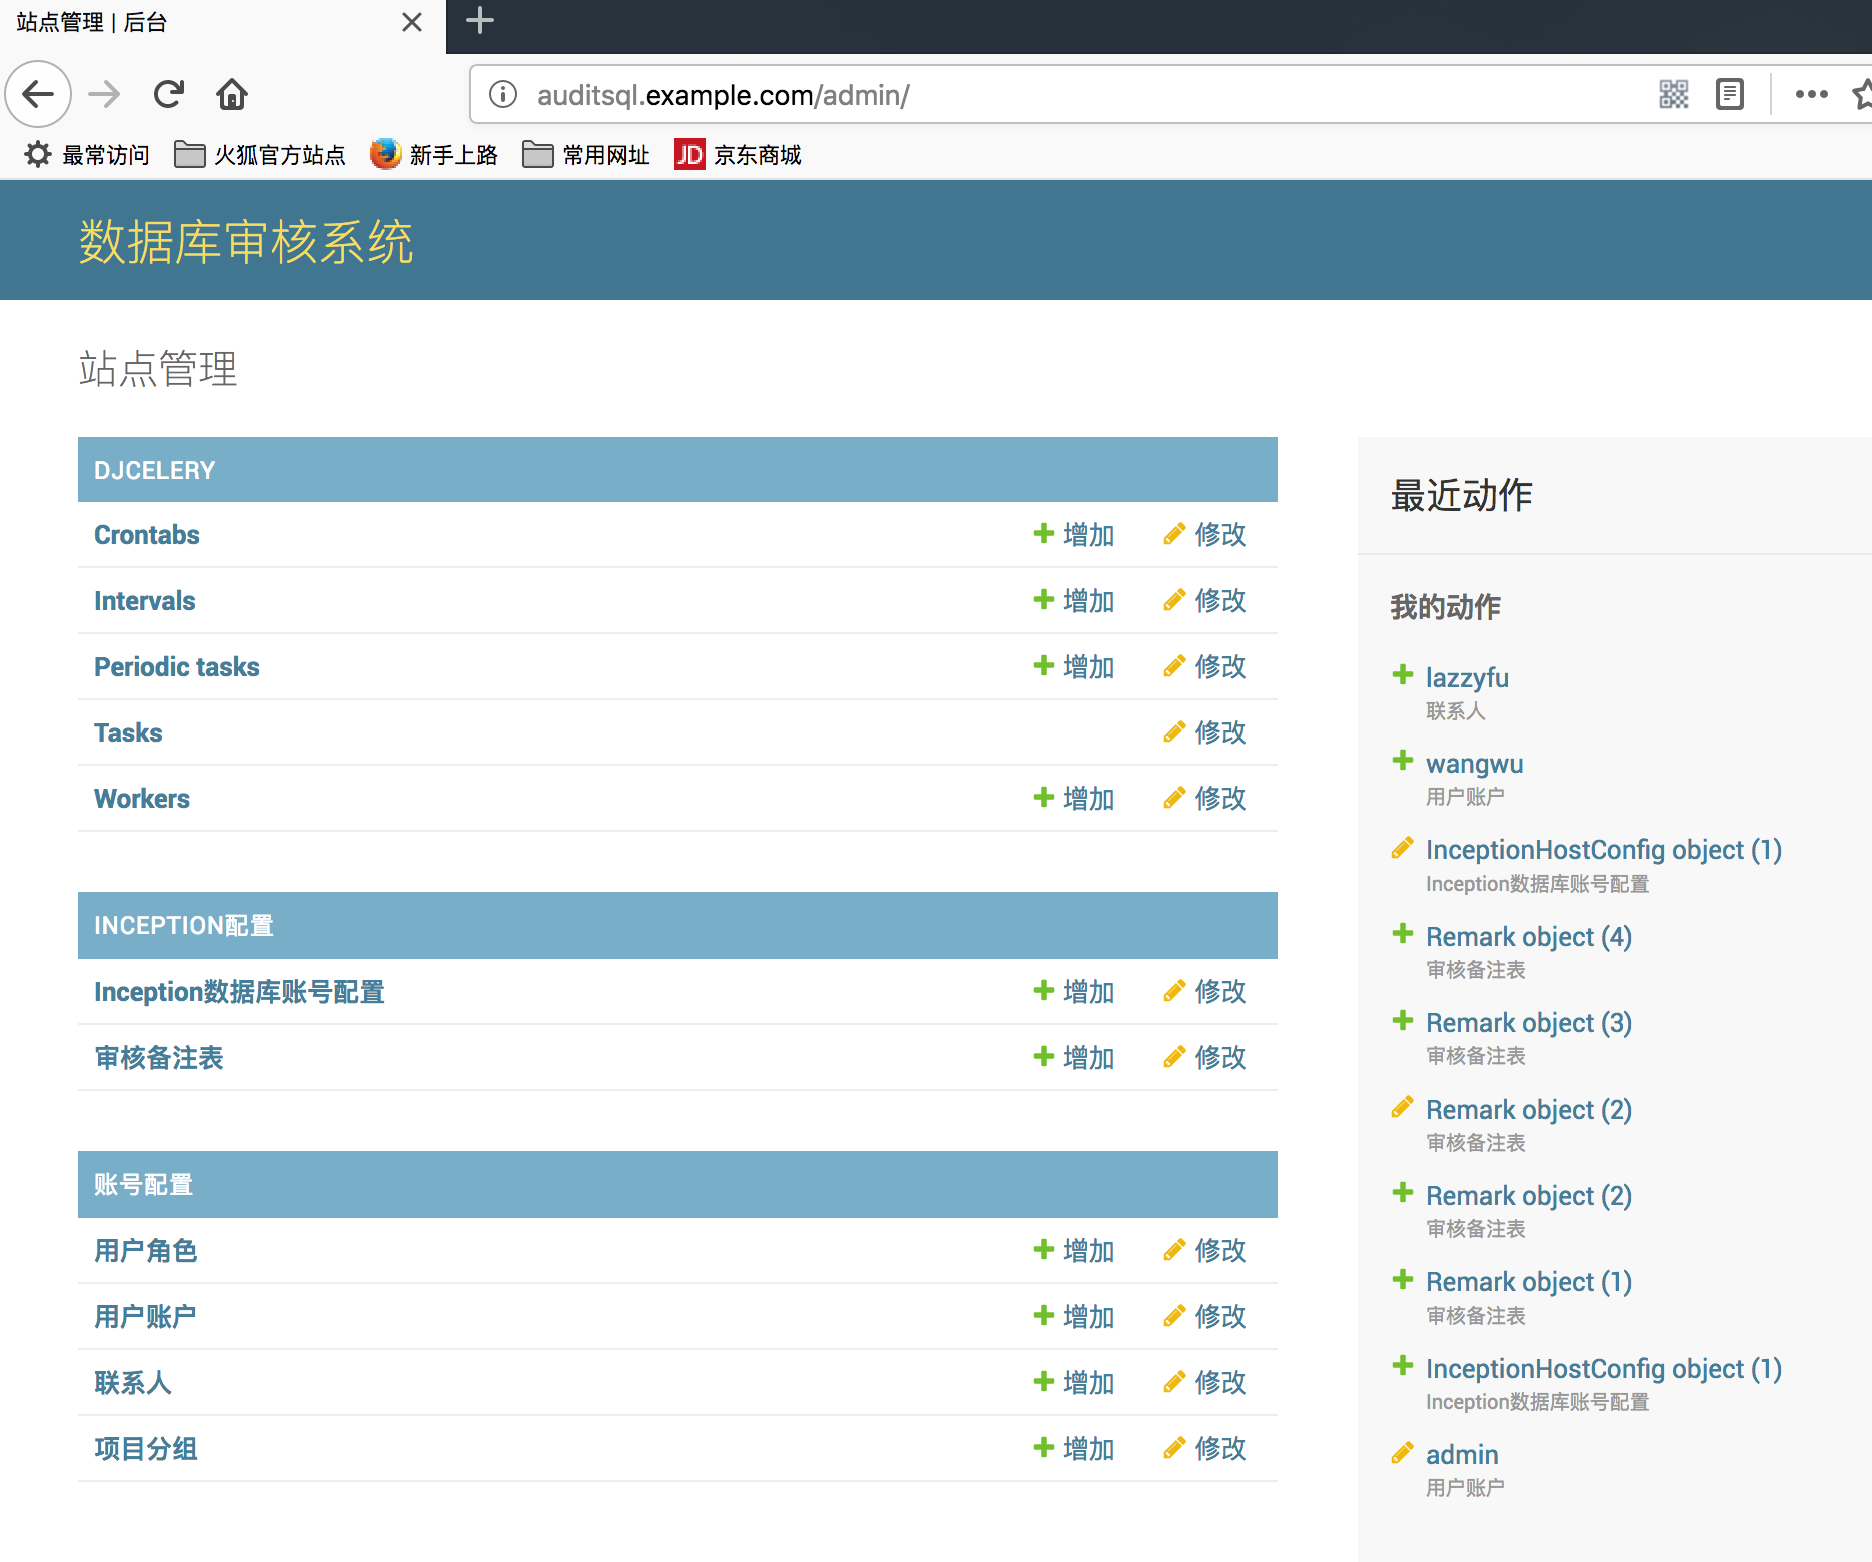 站点管理 | 后台
auditsql.example.com/admin/
最常访问 火狐官方站点 新手上路 常用网址 JD 京东商城
数据库审核系统
站点管理
DJCELERY
Crontabs 增加 修改
Intervals 增加 修改
Periodic tasks 增加 修改
Tasks 修改
Workers 增加 修改
INCEPTION配置
Inception数据库账号配置 增加 修改
审核备注表 增加 修改
账号配置
用户角色 增加 修改
用户账户 增加 修改
联系人 增加 修改
项目分组 增加 修改
最近动作
我的动作
lazzyfu
联系人
wangwu
用户账户
InceptionHostConfig object (1)
Inception数据库账号配置
Remark object (4)
审核备注表
Remark object (3)
审核备注表
Remark object (2)
审核备注表
Remark object (2)
审核备注表
Remark object (1)
审核备注表
InceptionHostConfig object (1)
Inception数据库账号配置
admin
用户账户